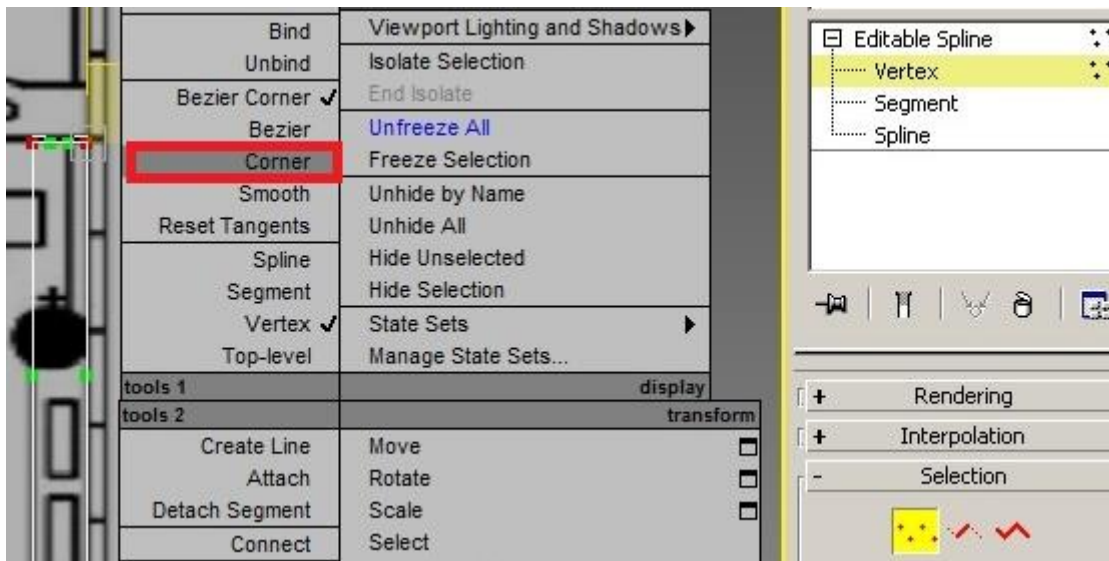 Bind
Unbind
Bezier Corner
Bezier
Corner
Smooth
Reset Tangents
Spline
Segment
Vertex
Top-level
tools 1
Viewport Lighting and Shadows
Isolate Selection
End Isolate
Unfreeze All
Freeze Selection
Unhide by Name
Unhide All
Hide Unselected
Hide Selection
State Sets
Manage State Sets...
display
tools 2
Create Line
Attach
Detach Segment
Connect
transform
Move
Rotate
Scale
Select
Editable Spline
Vertex
Segment
Spline
+ Rendering
+ Interpolation
- Selection